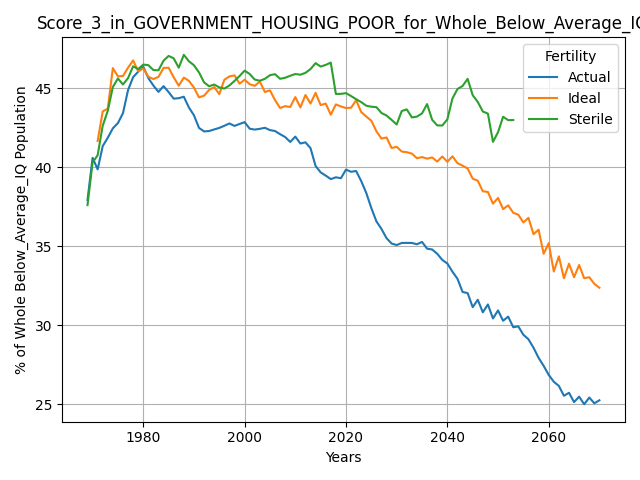 Score_3_in_GOVERNMENT_HOUSING_POOR_for_Whole_Below_Average_IQ
Fertility
Actual
Ideal
Sterile
% of Whole Below_Average_IQ Population
45
40
35
30
25
1980 2000 2020 2040 2060
Years